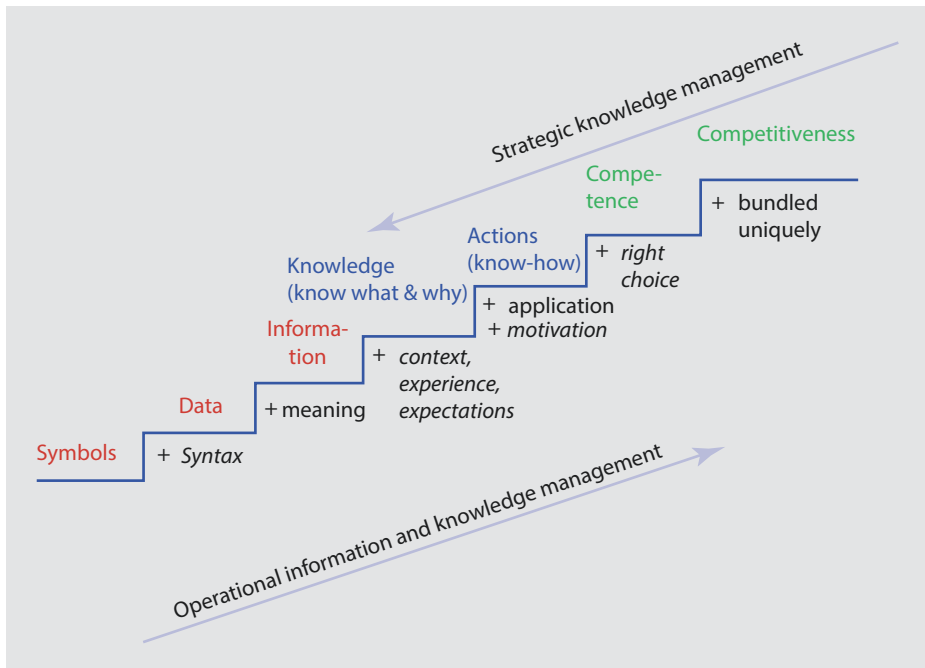 Strategic knowledge management
Competitiveness
Compe-
tence
+ bundled
uniquely
Actions
(know-how)
+ right
choice
Knowledge
(know what & why)
+ application
+ motivation
Informa-
tion
+ context,
experience,
expectations
Data
+ meaning
Symbols
+ Syntax
Operational information and knowledge management